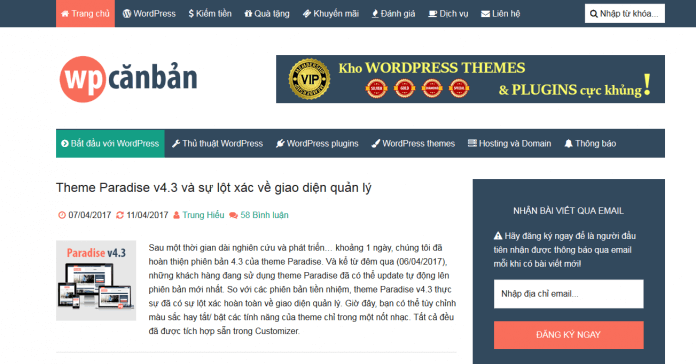 Trang chủ WordPress Kiếm tiền Quà tặng Khuyến mãi Đánh giá Dịch vụ Liên hệ Nhập từ khóa...
wpcănbản
VIP
SILVER GOLD DIAMOND SPECIAL
Kho WORDPRESS THEMES
& PLUGINS cực khủng!
Bắt đầu với WordPress Thủ thuật WordPress WordPress plugins WordPress themes Hosting và Domain Thông báo
Theme Paradise v4.3 và sự lột xác về giao diện quản lý
07/04/2017 11/04/2017 Trung Hiếu 58 Bình luận
Paradise v4.3
Sau một thời gian dài nghiên cứu và phát triển... khoảng 1 ngày, chúng tôi đã
hoàn thiện phiên bản 4.3 của theme Paradise. Và kể từ đêm qua (06/04/2017),
những khách hàng đang sử dụng theme Paradise đã có thể update tự động lên
phiên bản mới nhất. So với các phiên bản tiền nhiệm, theme Paradise v4.3 thực
sự đã có sự lột xác hoàn toàn về giao diện quản lý. Giờ đây, bạn có thể tùy chỉnh
màu sắc hay tắt/ bật các tính năng của theme chỉ trong một nốt nhạc. Tất cả đều
đã được tích hợp sẵn trong Customizer.
NHẬN BÀI VIẾT QUA EMAIL
Hãy đăng ký ngay để là người đầu
tiên nhận được thông báo qua email
mỗi khi có bài viết mới!
Nhập địa chỉ email...
ĐĂNG KÝ NGAY